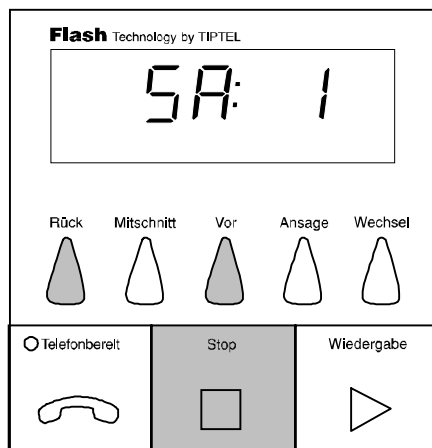 Flash Technology by TIPTEL
SA: 1
Rück Mitschnitt Vor Ansage Wechsel
Telefonbereit Stop Wiedergabe